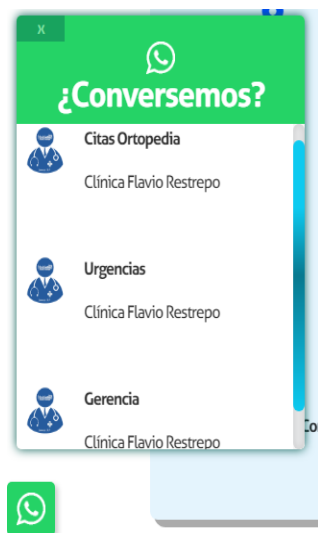 X
¿Conversemos?
Citas Ortopedia
Clínica Flavio Restrepo
Urgencias
Clínica Flavio Restrepo
Gerencia
Clínica Flavio Restrepo